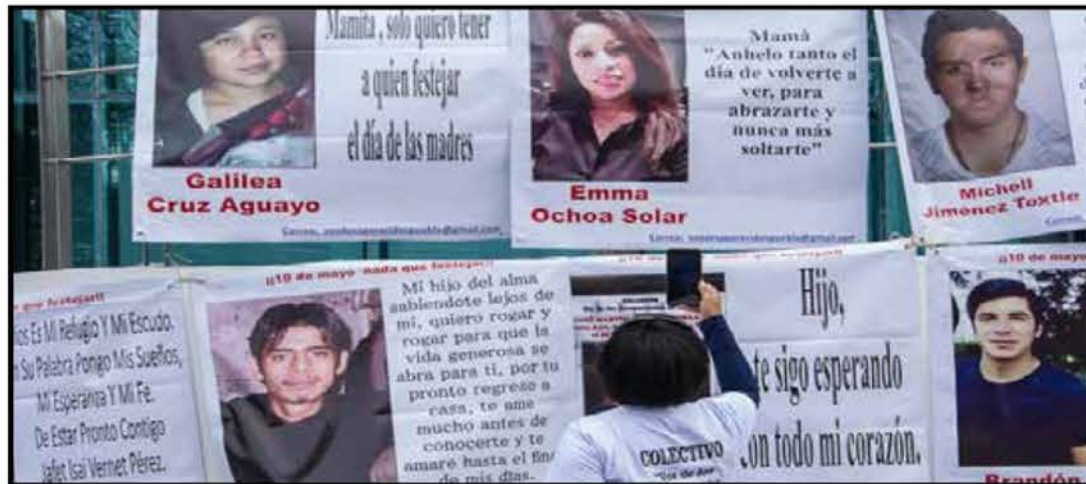 Mamita, solo quiero tener
a quien festejar
el día de las madres
Galilea
Cruz Aguayo
Mamá
"Anhelo tanto el
día de volverte a
ver, para
abrazarte y
nunca más
soltarte"
Emma
Ochoa Solar
Michell
Jiménez Toxtle
que festejar!!
Es Mi Refugio Y Mi Escudo.
Su Palabra Pongo Mis Sueños,
Mi Esperanza Y Mi Fe.
De Estar Pronto Contigo
Jafet Isai Vernet Pérez.
¡¡10 de mayo nada que festejar!!
Mi hijo del alma
sabiendote lejos de
mi, quiero rogar y
rogar para que la
vida generosa se
abra para ti, por tu
pronto regreso a
casa, te ame
mucho antes de
conocerte y te
amaré hasta el fin
de mis días.
Hijo,
te sigo esperando
con todo mi corazón.
COLECTIVO
¡¡10 de mayo
Brandón